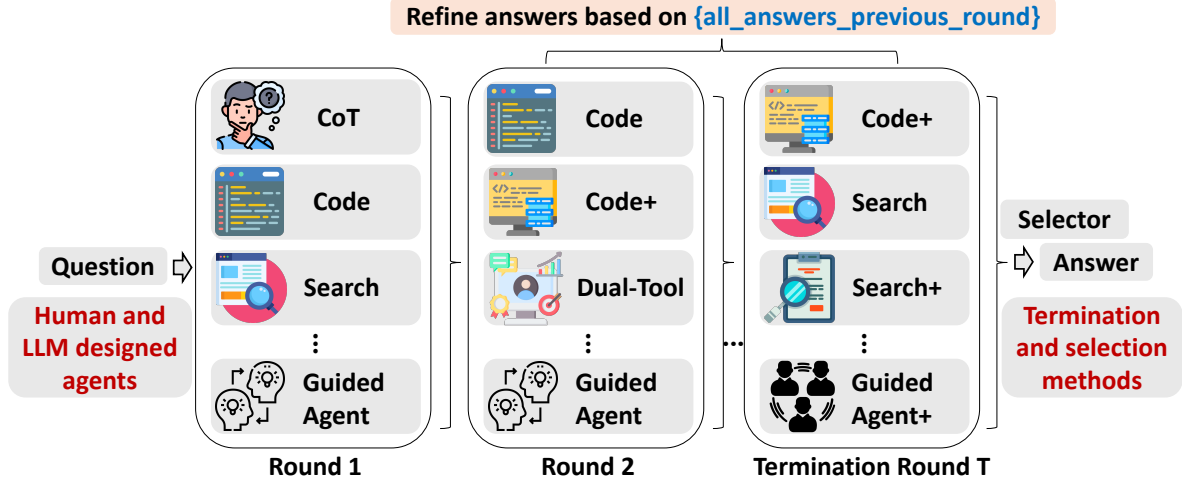 Refine answers based on {all_answers_previous_round}
Question
Human and
LLM designed
agents
CoT
Code
Search
⋮
Guided
Agent
Round 1
Code
Code+
Dual-Tool
⋮
Guided
Agent
Round 2
...
Code+
Search
Search+
⋮
Guided
Agent+
Termination Round T
Selector
Answer
Termination
and selection
methods